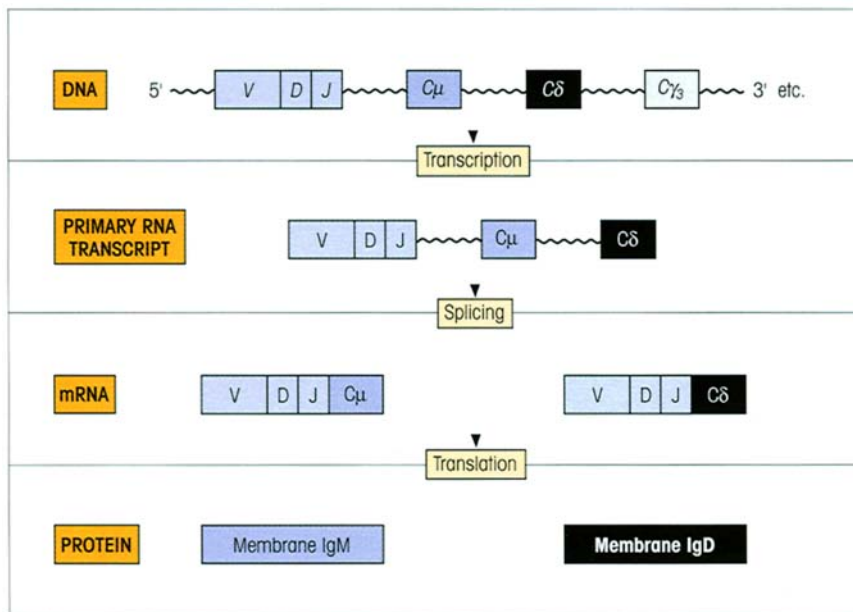 DNA 5' V D J Cμ Cδ Cγ3 3' etc.
Transcription
PRIMARY RNA
TRANSCRIPT
V D J Cμ Cδ
Splicing
mRNA V D J Cμ V D J Cδ
Translation
PROTEIN Membrane IgM Membrane IgD